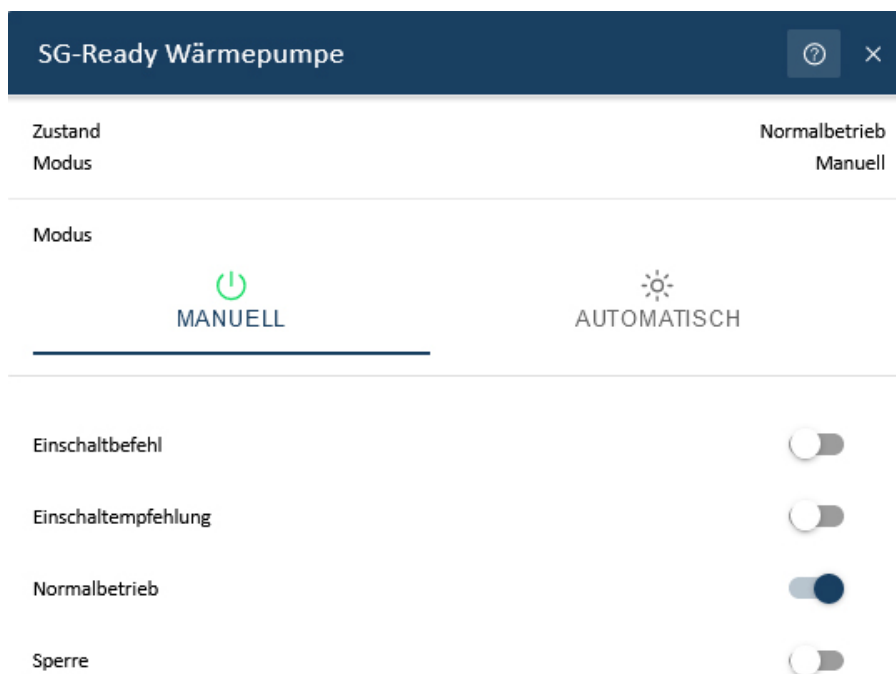 SG-Ready Wärmepumpe
Zustand Normalbetrieb
Modus Manuell
Modus
MANUELL AUTOMATISCH
Einschaltbefehl
Einschaltempfehlung
Normalbetrieb
Sperre